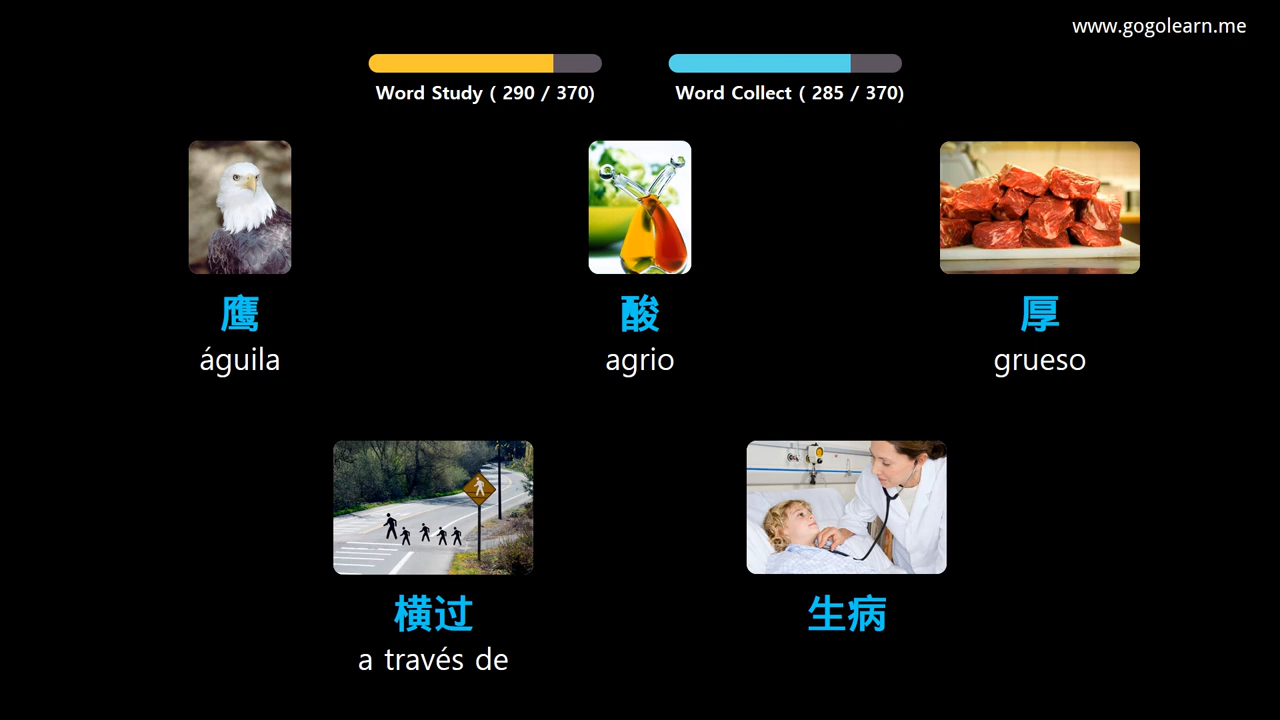 www.gogolearn.me
Word Study ( 290 / 370)
Word Collect ( 285 / 370)
鹰
águila
酸
agrio
厚
grueso
横过
a través de
生病